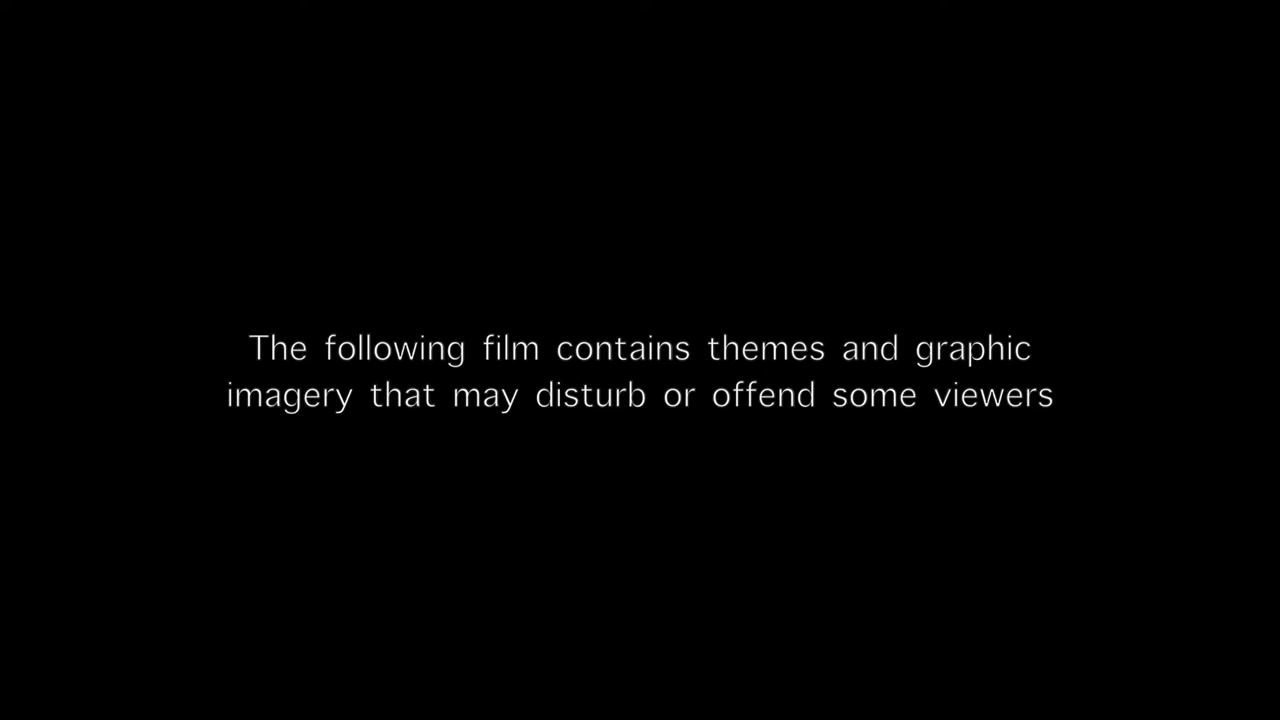 The following film contains themes and graphic
imagery that may disturb or offend some viewers